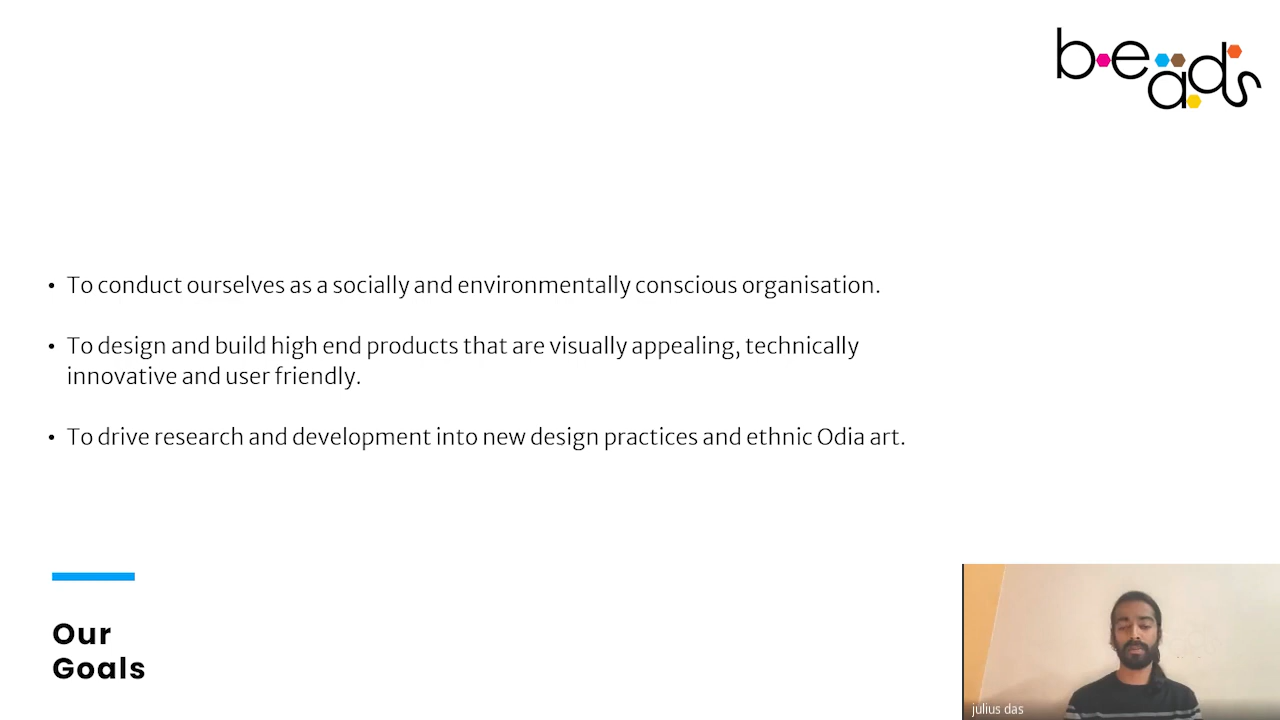 beads
• To conduct ourselves as a socially and environmentally conscious organisation.
• To design and build high end products that are visually appealing, technically
innovative and user friendly.
• To drive research and development into new design practices and ethnic Odia art.
Our
Goals
julius das